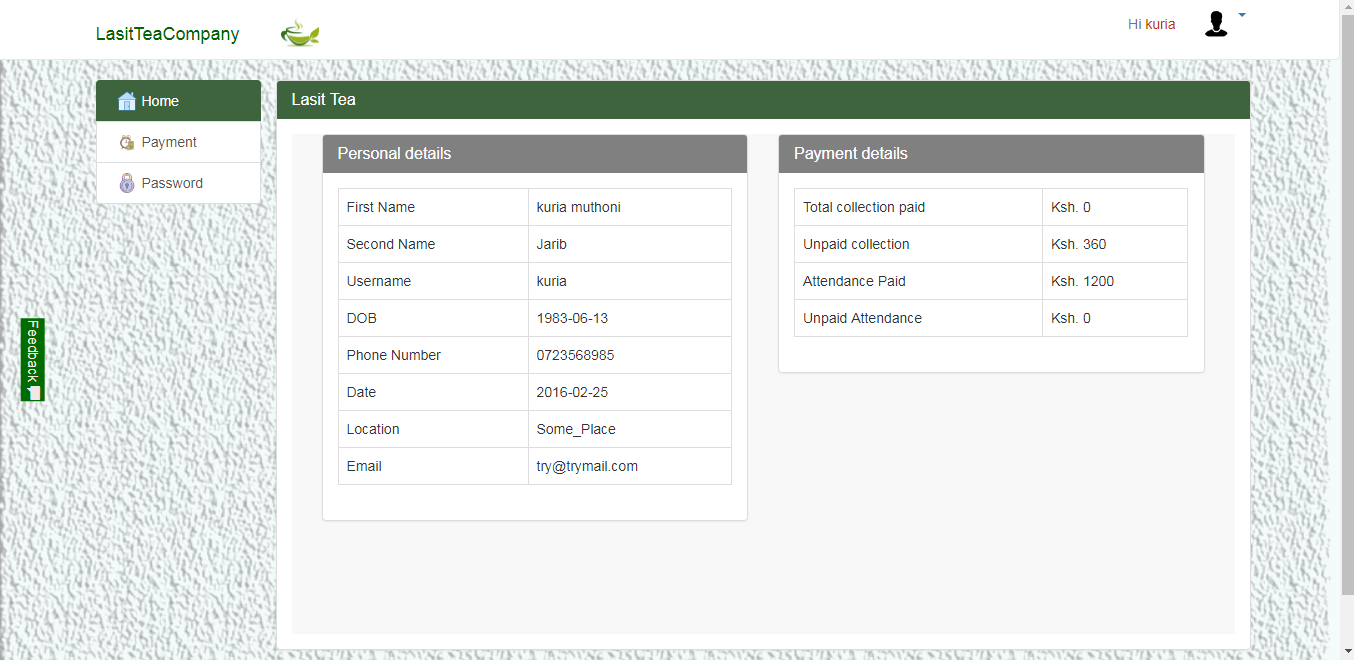 LasitTeaCompany
Hi kuria
Home
Payment
Password
Feedback
Lasit Tea
Personal details
First Name kuria muthoni
Second Name Jarib
Username kuria
DOB 1983-06-13
Phone Number 0723568985
Date 2016-02-25
Location Some_Place
Email try@trymail.com
Payment details
Total collection paid Ksh. 0
Unpaid collection Ksh. 360
Attendance Paid Ksh. 1200
Unpaid Attendance Ksh. 0